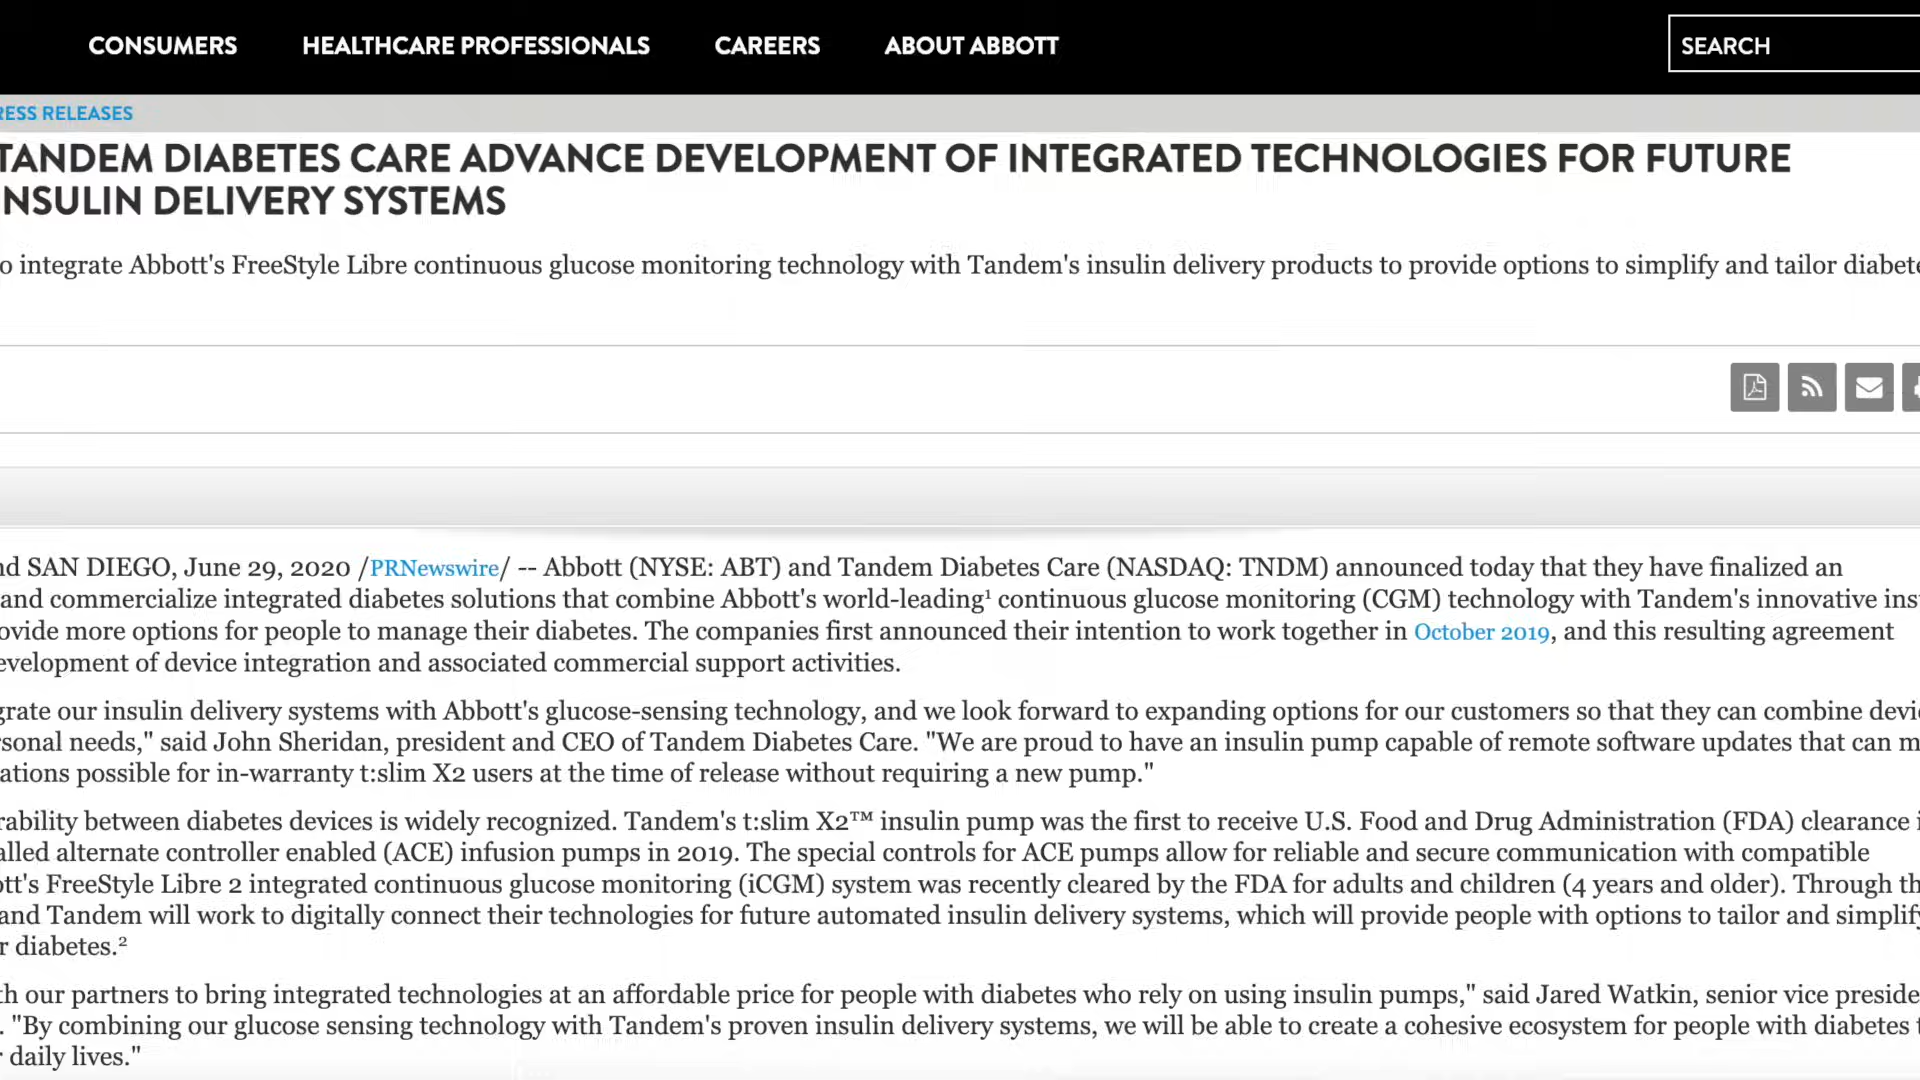 CONSUMERS HEALTHCARE PROFESSIONALS CAREERS ABOUT ABBOTT SEARCH
RESS RELEASES
TANDEM DIABETES CARE ADVANCE DEVELOPMENT OF INTEGRATED TECHNOLOGIES FOR FUTURE
INSULIN DELIVERY SYSTEMS
o integrate Abbott's FreeStyle Libre continuous glucose monitoring technology with Tandem's insulin delivery products to provide options to simplify and tailor diabete
nd SAN DIEGO, June 29, 2020 /PRNewswire/ -- Abbott (NYSE: ABT) and Tandem Diabetes Care (NASDAQ: TNDM) announced today that they have finalized an
and commercialize integrated diabetes solutions that combine Abbott's world-leading¹ continuous glucose monitoring (CGM) technology with Tandem's innovative ins
ovide more options for people to manage their diabetes. The companies first announced their intention to work together in October 2019, and this resulting agreement
evelopment of device integration and associated commercial support activities.
grate our insulin delivery systems with Abbott's glucose-sensing technology, and we look forward to expanding options for our customers so that they can combine devi
rsonal needs," said John Sheridan, president and CEO of Tandem Diabetes Care. "We are proud to have an insulin pump capable of remote software updates that can m
ations possible for in-warranty t:slim X2 users at the time of release without requiring a new pump."
rability between diabetes devices is widely recognized. Tandem's t:slim X2™ insulin pump was the first to receive U.S. Food and Drug Administration (FDA) clearance i
alled alternate controller enabled (ACE) infusion pumps in 2019. The special controls for ACE pumps allow for reliable and secure communication with compatible
ott's FreeStyle Libre 2 integrated continuous glucose monitoring (iCGM) system was recently cleared by the FDA for adults and children (4 years and older). Through th
and Tandem will work to digitally connect their technologies for future automated insulin delivery systems, which will provide people with options to tailor and simplify
r diabetes.²
th our partners to bring integrated technologies at an affordable price for people with diabetes who rely on using insulin pumps," said Jared Watkin, senior vice preside
. "By combining our glucose sensing technology with Tandem's proven insulin delivery systems, we will be able to create a cohesive ecosystem for people with diabetes t
r daily lives."